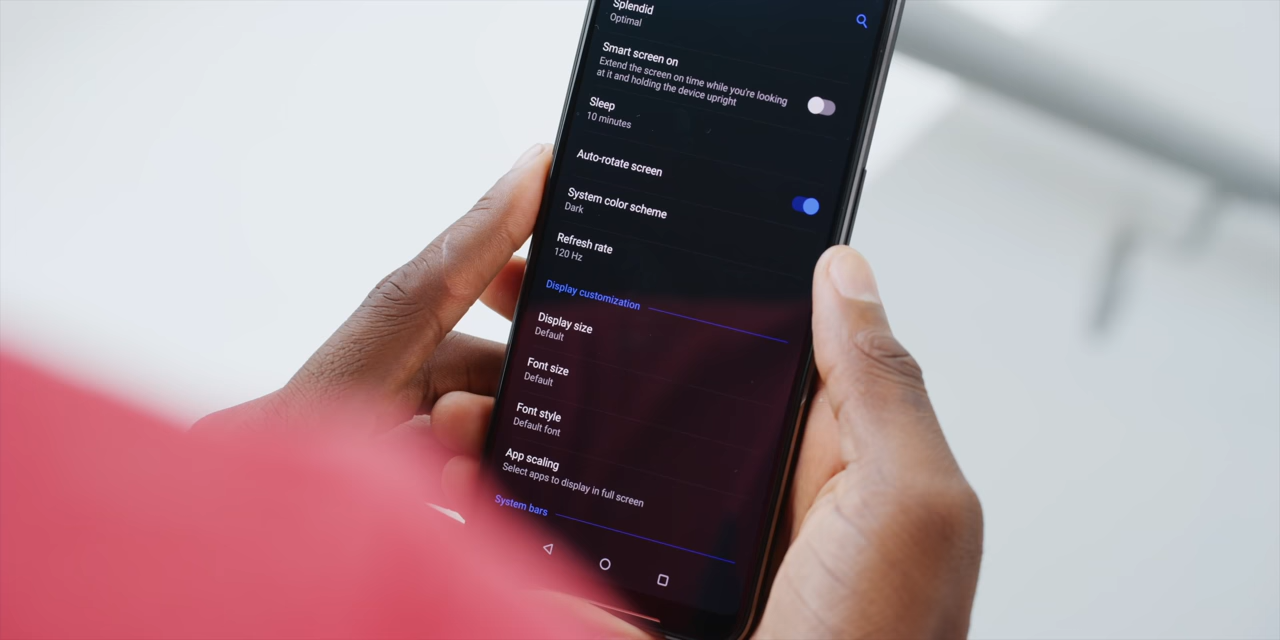 Splendid
Optimal
Smart screen on
Extend the screen on time while you're looking
at it and holding the device upright
Sleep
10 minutes
Auto-rotate screen
System color scheme
Dark
Refresh rate
120 Hz
Display customization
Display size
Default
Font size
Default
Font style
Default font
App scaling
Select apps to display in full screen
System bars